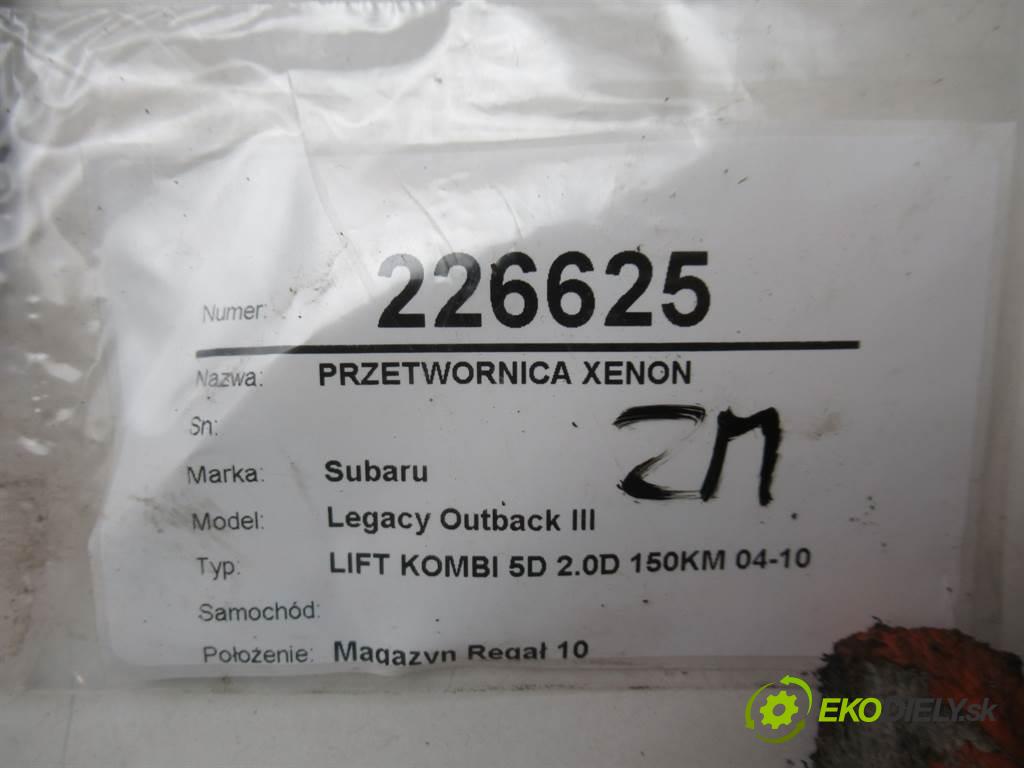 Numer: 226625
Nazwa: PRZETWORNICA XENON
Sn:
ZM
Marka: Subaru
Model: Legacy Outback III
Typ: LIFT KOMBI 5D 2.0D 150KM 04-10
Samochód:
Położenie: Magazyn Regał 10
EKODIELY.sk